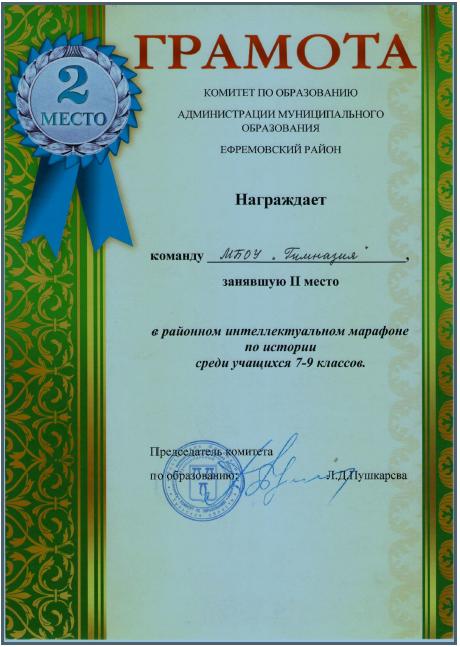 ГРАМОТА
2
МЕСТО
КОМИТЕТ ПО ОБРАЗОВАНИЮ
АДМИНИСТРАЦИИ МУНИЦИПАЛЬНОГО
ОБРАЗОВАНИЯ
ЕФРЕМОВСКИЙ РАЙОН
Награждает
команду МБОУ „Гимназия",
занявшую II место
в районном интеллектуальном марафоне
по истории
среди учащихся 7-9 классов.
Председатель комитета
по образованию: Л.Д.Пушкарева